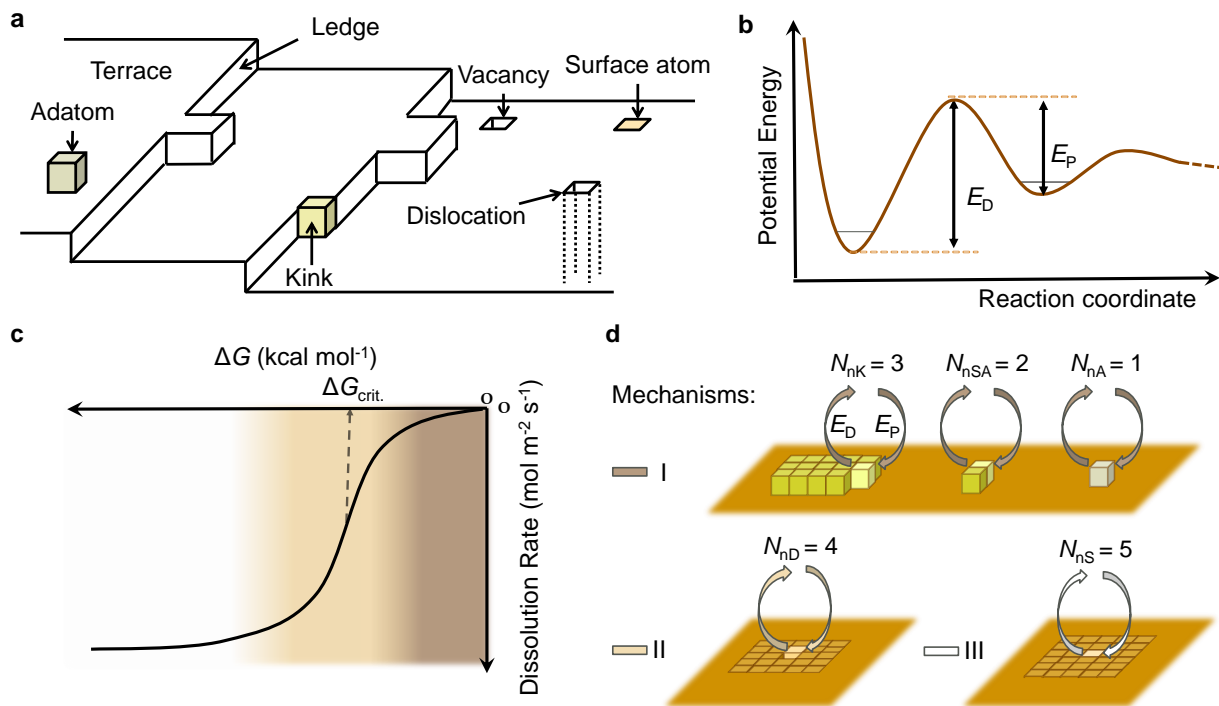 a
Ledge
Terrace
Vacancy
Surface atom
Adatom
Dislocation
Kink
b
Potential Energy
E_D
E_P
Reaction coordinate
c
ΔG (kcal mol⁻¹)
ΔG_crit.
0
0
Dissolution Rate (mol m⁻² s⁻¹)
d
Mechanisms:
N_nK = 3
N_nSA = 2
N_nA = 1
E_D
E_P
I
N_nD = 4
N_nS = 5
II
III